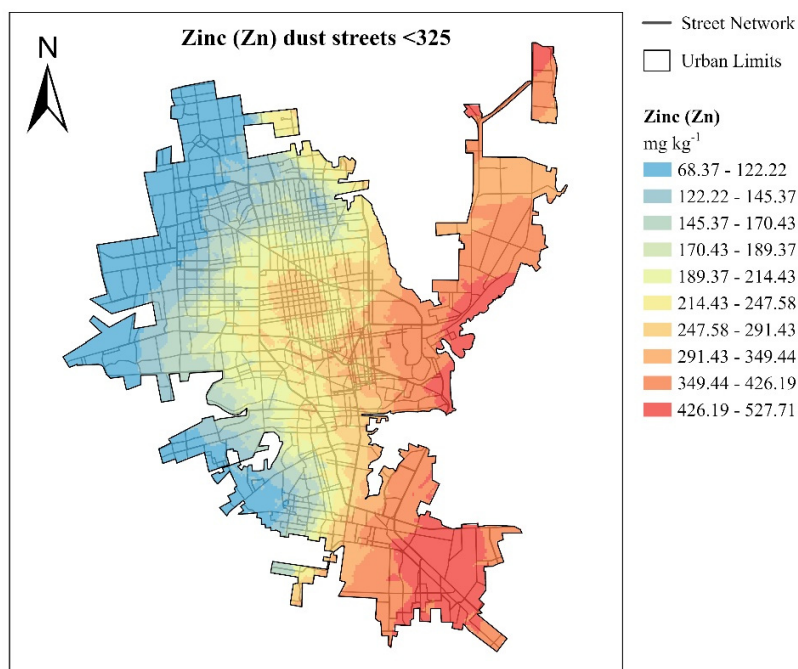 Zinc (Zn) dust streets <325
N
Street Network
Urban Limits
Zinc (Zn)
mg kg⁻¹
68.37 - 122.22
122.22 - 145.37
145.37 - 170.43
170.43 - 189.37
189.37 - 214.43
214.43 - 247.58
247.58 - 291.43
291.43 - 349.44
349.44 - 426.19
426.19 - 527.71